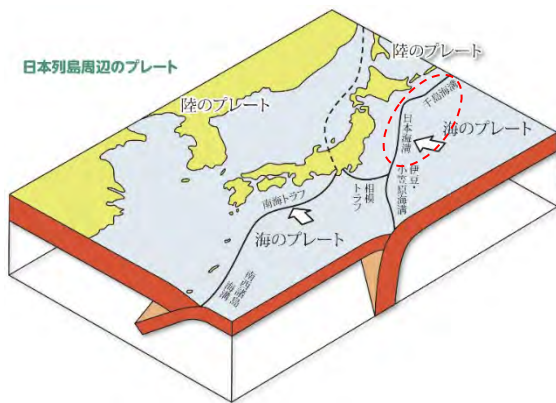 日本列島周辺のプレート
陸のプレート
陸のプレート
千島海溝
日本海溝
海のプレート
伊豆・
小笠原海溝
相模
トラフ
南海トラフ
海のプレート
南西諸島
海溝